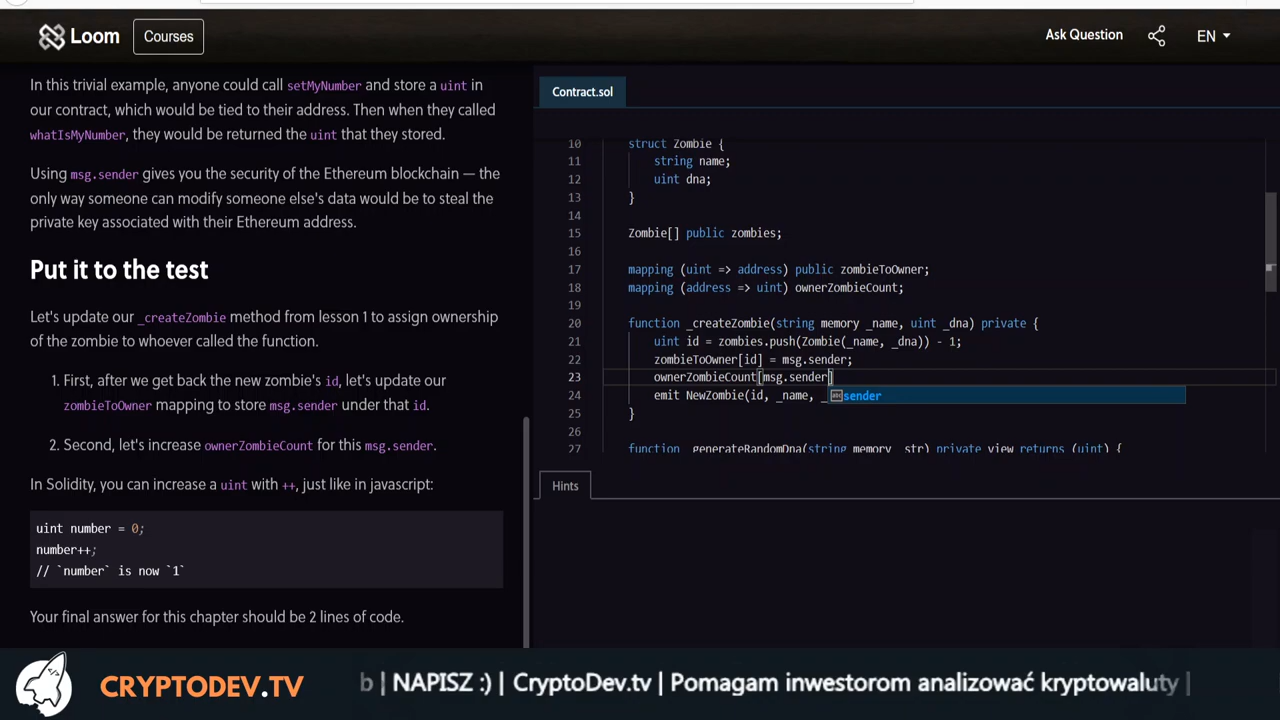 Loom
Courses
Ask Question
EN
In this trivial example, anyone could call setMyNumber and store a uint in
our contract, which would be tied to their address. Then when they called
whatIsMyNumber, they would be returned the uint that they stored.
Using msg.sender gives you the security of the Ethereum blockchain — the
only way someone can modify someone else's data would be to steal the
private key associated with their Ethereum address.
Put it to the test
Let's update our _createZombie method from lesson 1 to assign ownership
of the zombie to whoever called the function.
1. First, after we get back the new zombie's id, let's update our
zombieToOwner mapping to store msg.sender under that id.
2. Second, let's increase ownerZombieCount for this msg.sender.
In Solidity, you can increase a uint with ++, just like in javascript:
uint number = 0;
number++;
// `number` is now `1`
Your final answer for this chapter should be 2 lines of code.
Contract.sol
10 struct Zombie {
11 string name;
12 uint dna;
13 }
14
15 Zombie[] public zombies;
16
17 mapping (uint => address) public zombieToOwner;
18 mapping (address => uint) ownerZombieCount;
19
20 function _createZombie(string memory _name, uint _dna) private {
21 uint id = zombies.push(Zombie(_name, _dna)) - 1;
22 zombieToOwner[id] = msg.sender;
23 ownerZombieCount[msg.sender]
24 emit NewZombie(id, _name, _
abc sender
25 }
26
27 function _generateRandomDna(string memory _str) private view returns (uint) {
Hints
CRYPTODEV.TV
b | NAPISZ :) | CryptoDev.tv | Pomagam inwestorom analizować kryptowaluty |